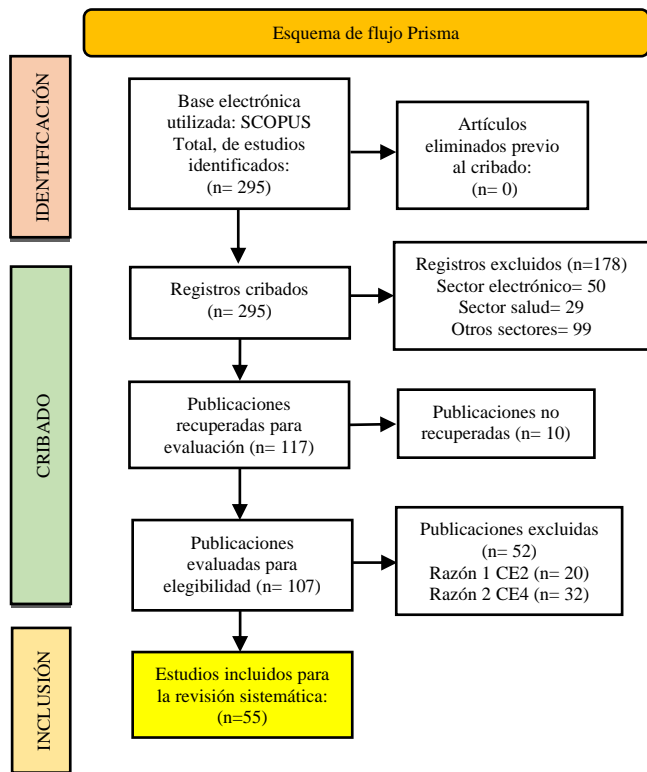 Esquema de flujo Prisma
IDENTIFICACIÓN
Base electrónica
utilizada: SCOPUS
Total, de estudios
identificados:
(n= 295)
Artículos
eliminados previo
al cribado:
(n= 0)
CRIBADO
Registros cribados
(n= 295)
Registros excluidos (n=178)
Sector electrónico= 50
Sector salud= 29
Otros sectores= 99
Publicaciones
recuperadas para
evaluación (n= 117)
Publicaciones no
recuperadas (n= 10)
Publicaciones
evaluadas para
elegibilidad (n= 107)
Publicaciones excluidas
(n= 52)
Razón 1 CE2 (n= 20)
Razón 2 CE4 (n= 32)
INCLUSIÓN
Estudios incluidos para
la revisión sistemática:
(n=55)